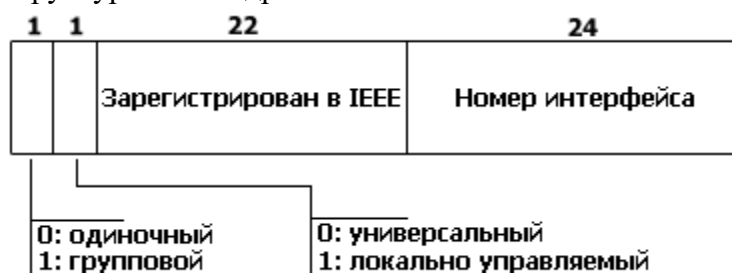 1 1 22 24
Зарегистрирован в IEEE Номер интерфейса
0: одиночный 0: универсальный
1: групповой 1: локально управляемый